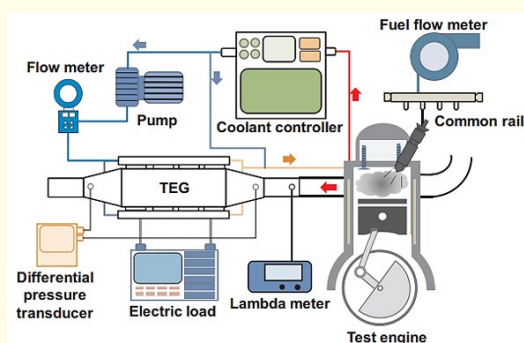 Fuel flow meter
Flow meter
Pump
Coolant controller
Common rail
TEG
Differential
pressure
transducer
Electric load
Lambda meter
Test engine